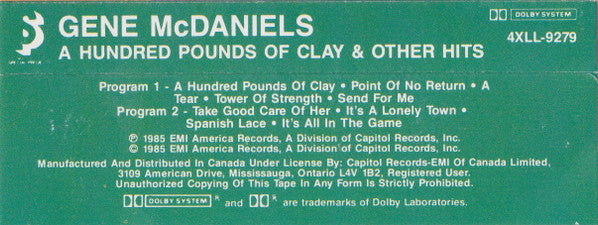 GENE McDANIELS
DOLBY SYSTEM
A HUNDRED POUNDS OF CLAY & OTHER HITS
4XLL-9279
Program 1 - A Hundred Pounds Of Clay • Point Of No Return • A
Tear • Tower Of Strength • Send For Me
Program 2 - Take Good Care Of Her • It's A Lonely Town •
Spanish Lace • It's All In The Game
℗ 1985 EMI America Records, A Division of Capitol Records, Inc.
© 1985 EMI America Records, A Division of Capitol Records, Inc.
Manufactured And Distributed In Canada Under License By: Capitol Records-EMI Of Canada Limited,
3109 American Drive, Mississauga, Ontario L4V 1B2, Registered User.
Unauthorized Copying Of This Tape In Any Form Is Strictly Prohibited.
DOLBY SYSTEM R and R are trademarks of Dolby Laboratories.